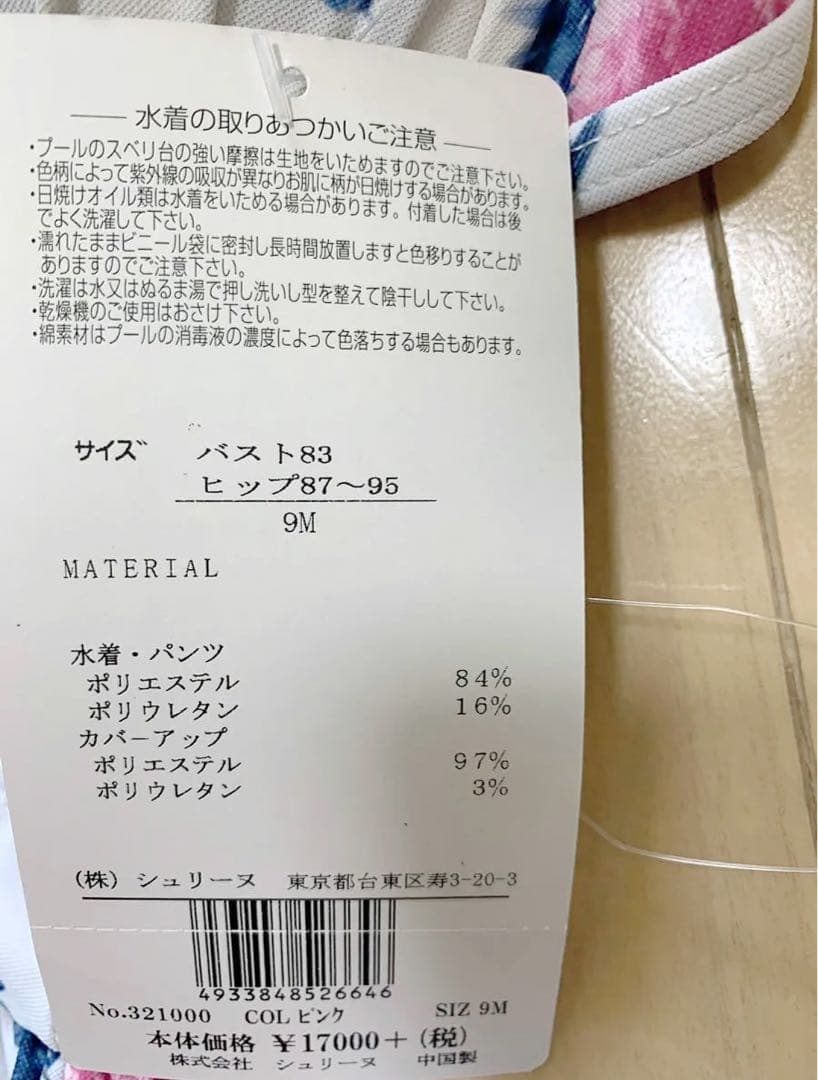 水着の取りあつかいご注意
・プールのスベリ台の強い摩擦は生地をいためますのでご注意下さい。
・色柄によって紫外線の吸収が異なりお肌に柄が日焼けする場合があります。
・日焼けオイル類は水着をいためる場合があります。付着した場合は後
でよく洗濯して下さい。
・濡れたままビニール袋に密封し長時間放置しますと色移りすることが
ありますのでご注意下さい。
・洗濯は水又はぬるま湯で押し洗いし型を整えて陰干しして下さい。
・乾燥機のご使用はおさけ下さい。
・綿素材はプールの消毒液の濃度によって色落ちする場合もあります。
サイズ バスト83
ヒップ87〜95
9M
MATERIAL
水着・パンツ
ポリエステル 84%
ポリウレタン 16%
カバーアップ
ポリエステル 97%
ポリウレタン 3%
(株) シュリーヌ 東京都台東区寿3-20-3
4933848526646
No.321000 COL ピンク SIZ 9M
本体価格 ¥17000+(税)
株式会社 シュリーヌ 中国製